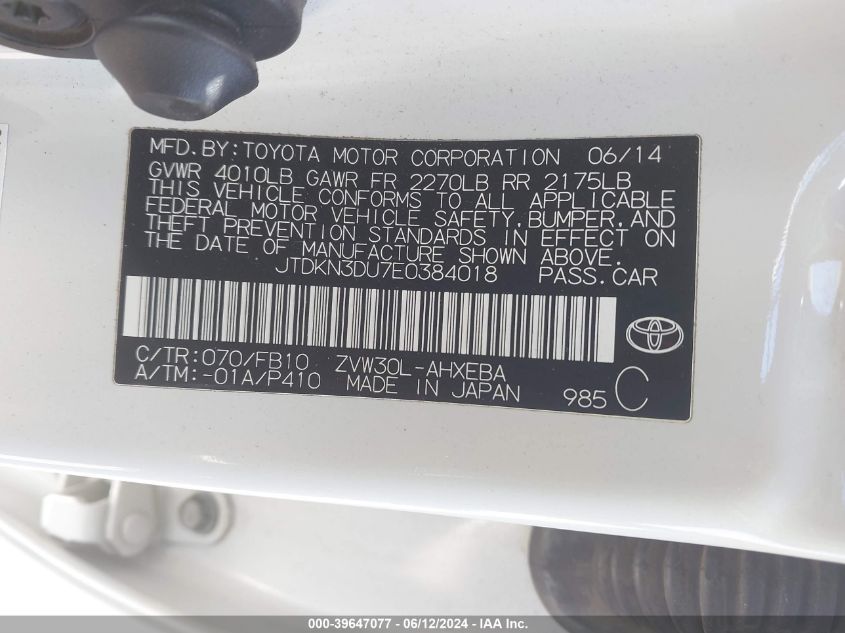 MFD. BY: TOYOTA MOTOR CORPORATION 06/14
GVWR 4010LB GAWR FR 2270LB RR 2175LB
THIS VEHICLE CONFORMS TO ALL APPLICABLE
FEDERAL MOTOR VEHICLE SAFETY, BUMPER, AND
THEFT PREVENTION STANDARDS IN EFFECT ON
THE DATE OF MANUFACTURE SHOWN ABOVE.
JTDKN3DU7E0384018 PASS. CAR
C/TR: 070/FB10 ZVW30L-AHXEBA
A/TM: -01A/P410 MADE IN JAPAN
985 C
000-39647077 - 06/12/2024 - IAA Inc.